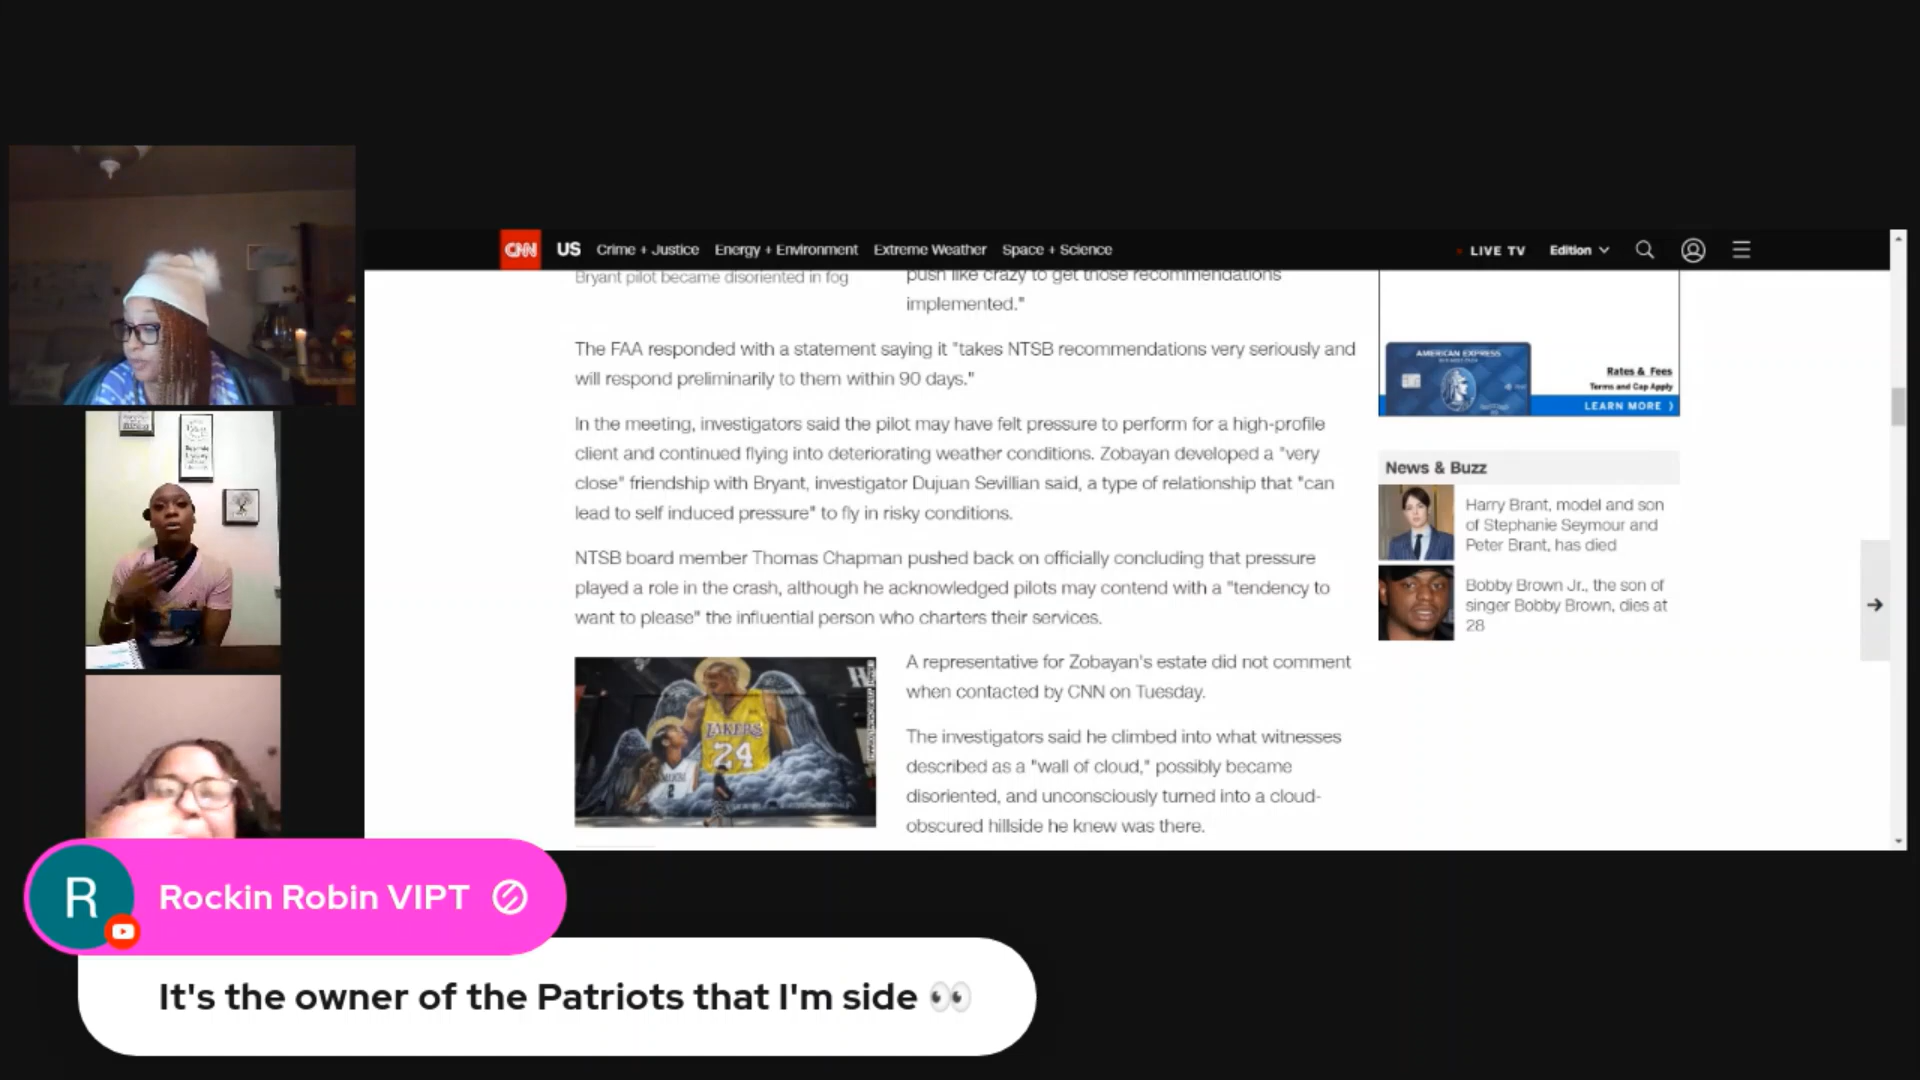 CNN US Crime + Justice Energy + Environment Extreme Weather Space + Science LIVE TV Edition
Bryant pilot became disoriented in fog
push like crazy to get those recommendations
implemented."
The FAA responded with a statement saying it "takes NTSB recommendations very seriously and
will respond preliminarily to them within 90 days."
In the meeting, investigators said the pilot may have felt pressure to perform for a high-profile
client and continued flying into deteriorating weather conditions. Zobayan developed a "very
close" friendship with Bryant, investigator Dujuan Sevillian said, a type of relationship that "can
lead to self induced pressure" to fly in risky conditions.
NTSB board member Thomas Chapman pushed back on officially concluding that pressure
played a role in the crash, although he acknowledged pilots may contend with a "tendency to
want to please" the influential person who charters their services.
LAKERS
24
2
A representative for Zobayan's estate did not comment
when contacted by CNN on Tuesday.
The investigators said he climbed into what witnesses
described as a "wall of cloud," possibly became
disoriented, and unconsciously turned into a cloud-
obscured hillside he knew was there.
AMERICAN EXPRESS
Rates & Fees
Terms and Cap Apply
LEARN MORE
News & Buzz
Harry Brant, model and son
of Stephanie Seymour and
Peter Brant, has died
Bobby Brown Jr., the son of
singer Bobby Brown, dies at
28
R
Rockin Robin VIPT
It's the owner of the Patriots that I'm side 👀